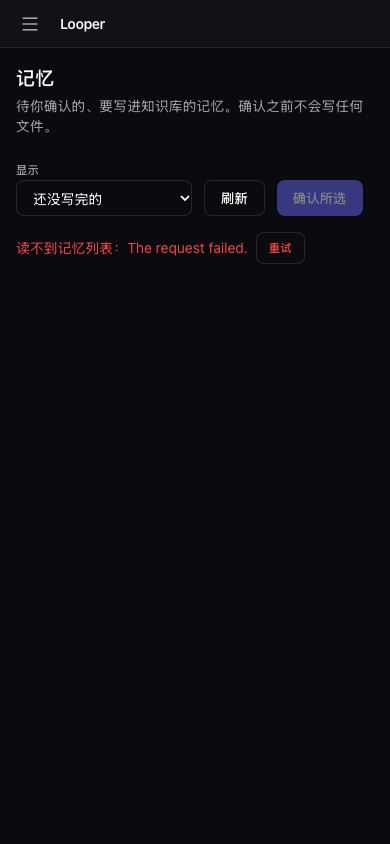 Looper
记忆
待你确认的、要写进知识库的记忆。确认之前不会写任何
文件。
显示
还没写完的
刷新
确认所选
读不到记忆列表：The request failed.
重试